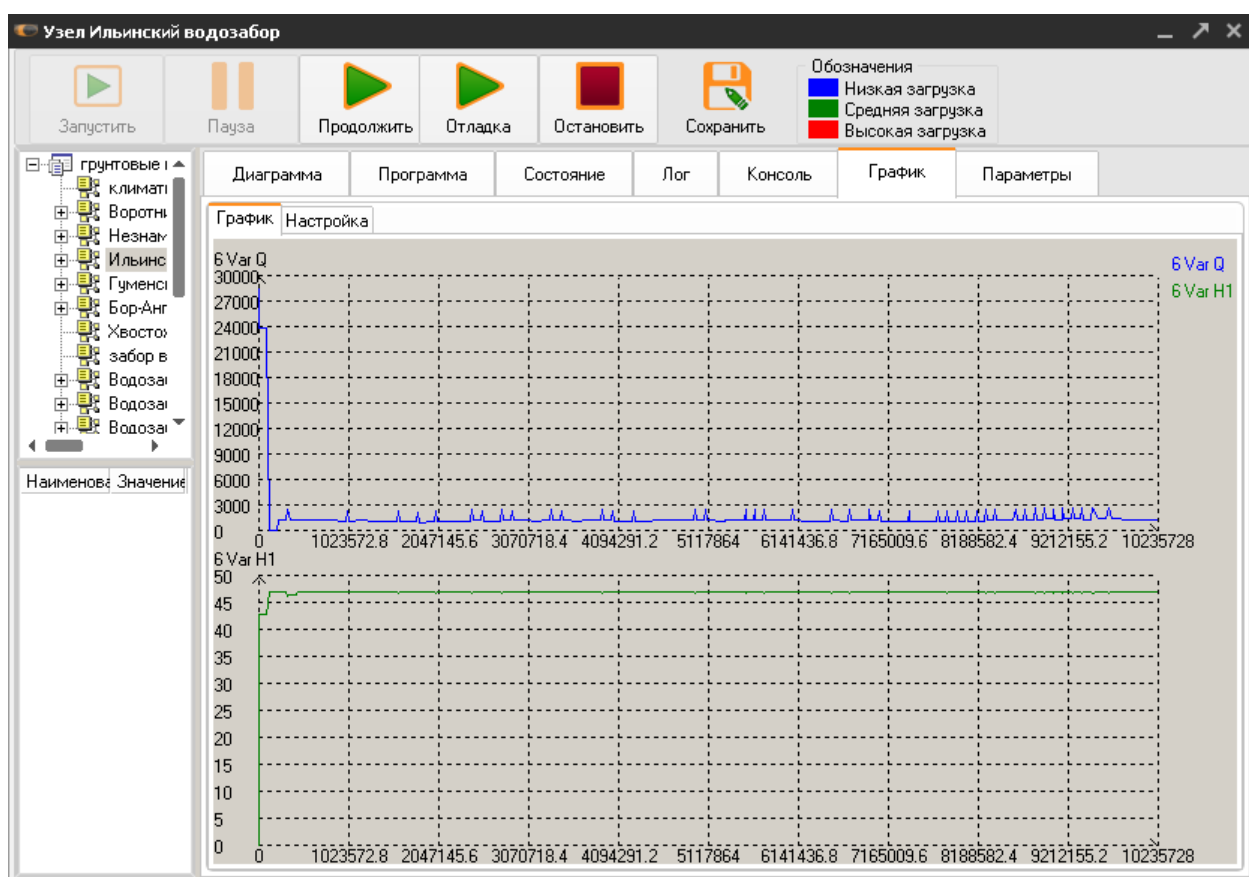 Узел Ильинский водозабор
Запустить
Пауза
Продолжить
Отладка
Остановить
Сохранить
Обозначения
Низкая загрузка
Средняя загрузка
Высокая загрузка
грунтовые
климат
Воротн
Незнам
Ильинс
Гуменс
Бор-Анг
Хвосто
забор в
Водоза
Водоза
Водоза
Наименова Значение
Диаграмма
Программа
Состояние
Лог
Консоль
График
Параметры
График
Настройка
6 Var Q
30000
27000
24000
21000
18000
15000
12000
9000
6000
3000
0
0 1023572.8 2047145.6 3070718.4 4094291.2 5117864 6141436.8 7165009.6 8188582.4 9212155.2 10235728
6 Var Q
6 Var H1
6 Var H1
50
45
40
35
30
25
20
15
10
5
0
0 1023572.8 2047145.6 3070718.4 4094291.2 5117864 6141436.8 7165009.6 8188582.4 9212155.2 10235728